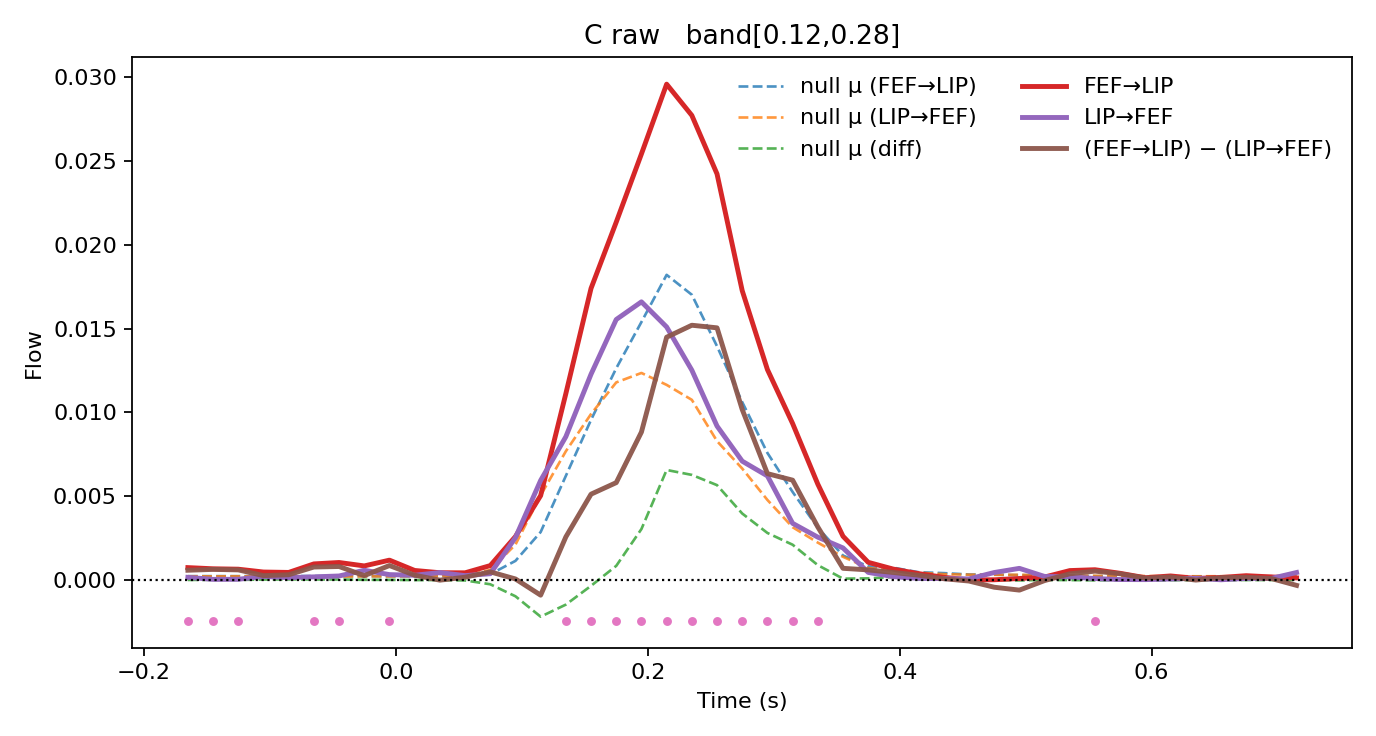 C raw   band[0.12,0.28]
null μ (FEF→LIP)
null μ (LIP→FEF)
null μ (diff)
FEF→LIP
LIP→FEF
(FEF→LIP) − (LIP→FEF)
0.030
0.025
0.020
0.015
0.010
0.005
0.000
Flow
−0.2
0.0
0.2
0.4
0.6
Time (s)